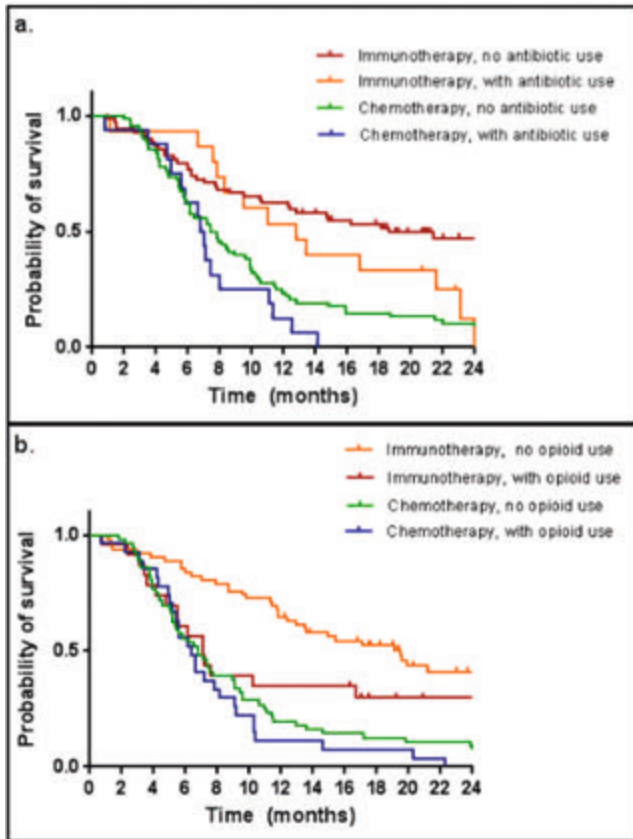 a.
Immunotherapy, no antibiotic use
Immunotherapy, with antibiotic use
Chemotherapy, no antibiotic use
Chemotherapy, with antibiotic use
Probability of survival
1.0
0.5
0.0
0 2 4 6 8 10 12 14 16 18 20 22 24
Time (months)
b.
Immunotherapy, no opioid use
Immunotherapy, with opioid use
Chemotherapy, no opioid use
Chemotherapy, with opioid use
Probability of survival
1.0
0.5
0.0
0 2 4 6 8 10 12 14 16 18 20 22 24
Time (months)